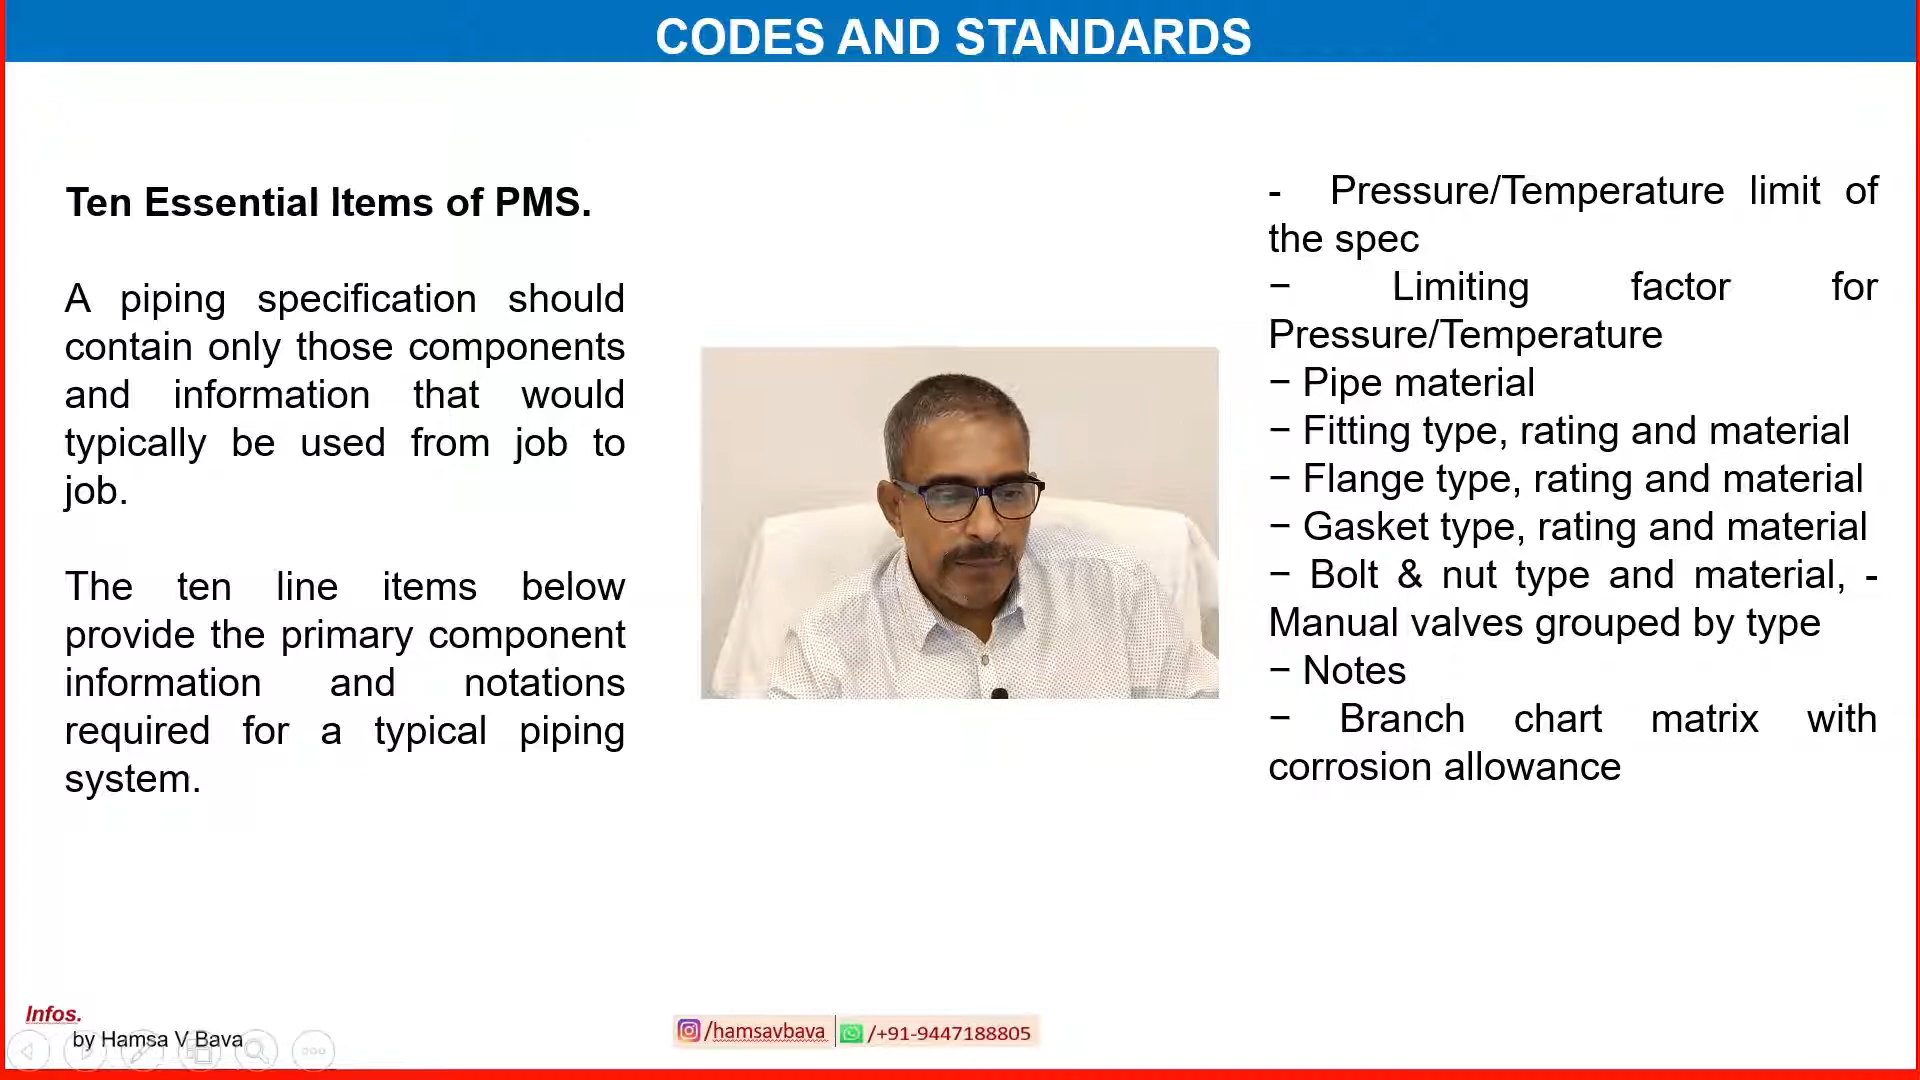 CODES AND STANDARDS
Ten Essential Items of PMS.
A piping specification should
contain only those components
and information that would
typically be used from job to
job.
The ten line items below
provide the primary component
information and notations
required for a typical piping
system.
- Pressure/Temperature limit of
the spec
− Limiting factor for
Pressure/Temperature
− Pipe material
− Fitting type, rating and material
− Flange type, rating and material
− Gasket type, rating and material
− Bolt & nut type and material, -
Manual valves grouped by type
− Notes
− Branch chart matrix with
corrosion allowance
Infos.
by Hamsa V Bava
/hamsavbava /+91-9447188805